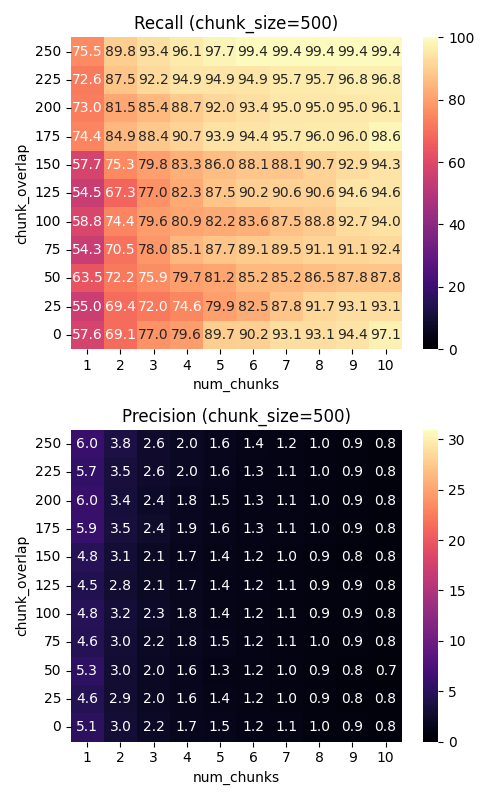 Recall (chunk_size=500)
250 75.5 89.8 93.4 96.1 97.7 99.4 99.4 99.4 99.4 99.4 100
225 72.6 87.5 92.2 94.9 94.9 94.9 95.7 95.7 96.8 96.8
200 73.0 81.5 85.4 88.7 92.0 93.4 95.0 95.0 95.0 96.1 80
175 74.4 84.9 88.4 90.7 93.9 94.4 95.7 96.0 96.0 98.6
150 57.7 75.3 79.8 83.3 86.0 88.1 88.1 90.7 92.9 94.3 60
chunk_overlap
125 54.5 67.3 77.0 82.3 87.5 90.2 90.6 90.6 94.6 94.6
100 58.8 74.4 79.6 80.9 82.2 83.6 87.5 88.8 92.7 94.0 40
75 54.3 70.5 78.0 85.1 87.7 89.1 89.5 91.1 91.1 92.4
50 63.5 72.2 75.9 79.7 81.2 85.2 85.2 86.5 87.8 87.8 20
25 55.0 69.4 72.0 74.6 79.9 82.5 87.8 91.7 93.1 93.1
0 57.6 69.1 77.0 79.6 89.7 90.2 93.1 93.1 94.4 97.1 0
1 2 3 4 5 6 7 8 9 10
num_chunks
Precision (chunk_size=500)
250 6.0 3.8 2.6 2.0 1.6 1.4 1.2 1.0 0.9 0.8 30
225 5.7 3.5 2.6 2.0 1.6 1.3 1.1 1.0 0.9 0.8 25
200 6.0 3.4 2.4 1.8 1.5 1.3 1.1 1.0 0.9 0.8
175 5.9 3.5 2.4 1.9 1.6 1.3 1.1 1.0 0.9 0.8 20
150 4.8 3.1 2.1 1.7 1.4 1.2 1.0 0.9 0.9 0.8
chunk_overlap
125 4.5 2.8 2.1 1.7 1.4 1.2 1.1 0.9 0.9 0.8 15
100 4.8 3.2 2.3 1.8 1.4 1.2 1.1 0.9 0.9 0.8
75 4.6 3.0 2.2 1.8 1.5 1.2 1.1 1.0 0.9 0.8 10
50 5.3 3.0 2.0 1.6 1.3 1.2 1.0 0.9 0.8 0.7
25 4.6 2.9 2.0 1.6 1.4 1.2 1.0 0.9 0.8 0.8 5
0 5.1 3.0 2.2 1.7 1.5 1.2 1.1 1.0 0.9 0.8 0
1 2 3 4 5 6 7 8 9 10
num_chunks